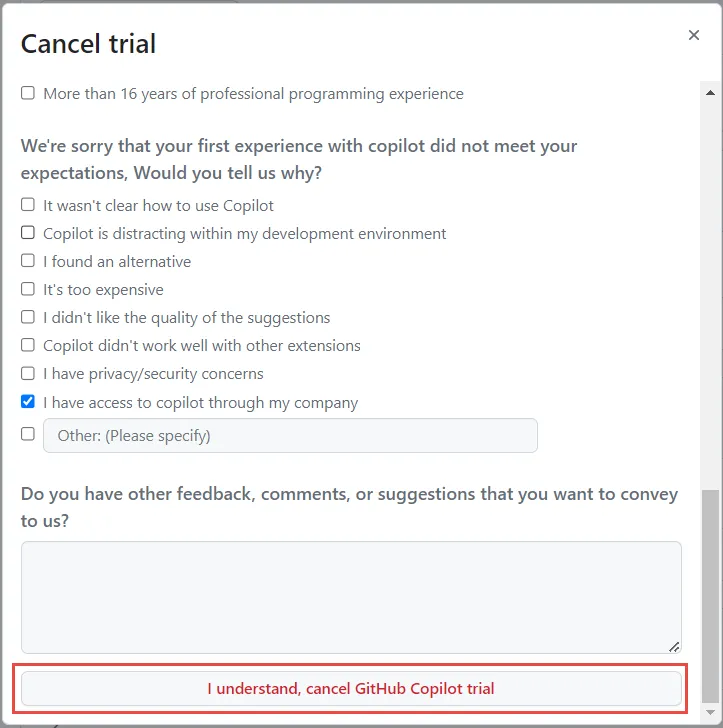 Cancel trial
More than 16 years of professional programming experience
We're sorry that your first experience with copilot did not meet your
expectations, Would you tell us why?
It wasn't clear how to use Copilot
Copilot is distracting within my development environment
I found an alternative
It's too expensive
I didn't like the quality of the suggestions
Copilot didn't work well with other extensions
I have privacy/security concerns
I have access to copilot through my company
Other: (Please specify)
Do you have other feedback, comments, or suggestions that you want to convey
to us?
I understand, cancel GitHub Copilot trial